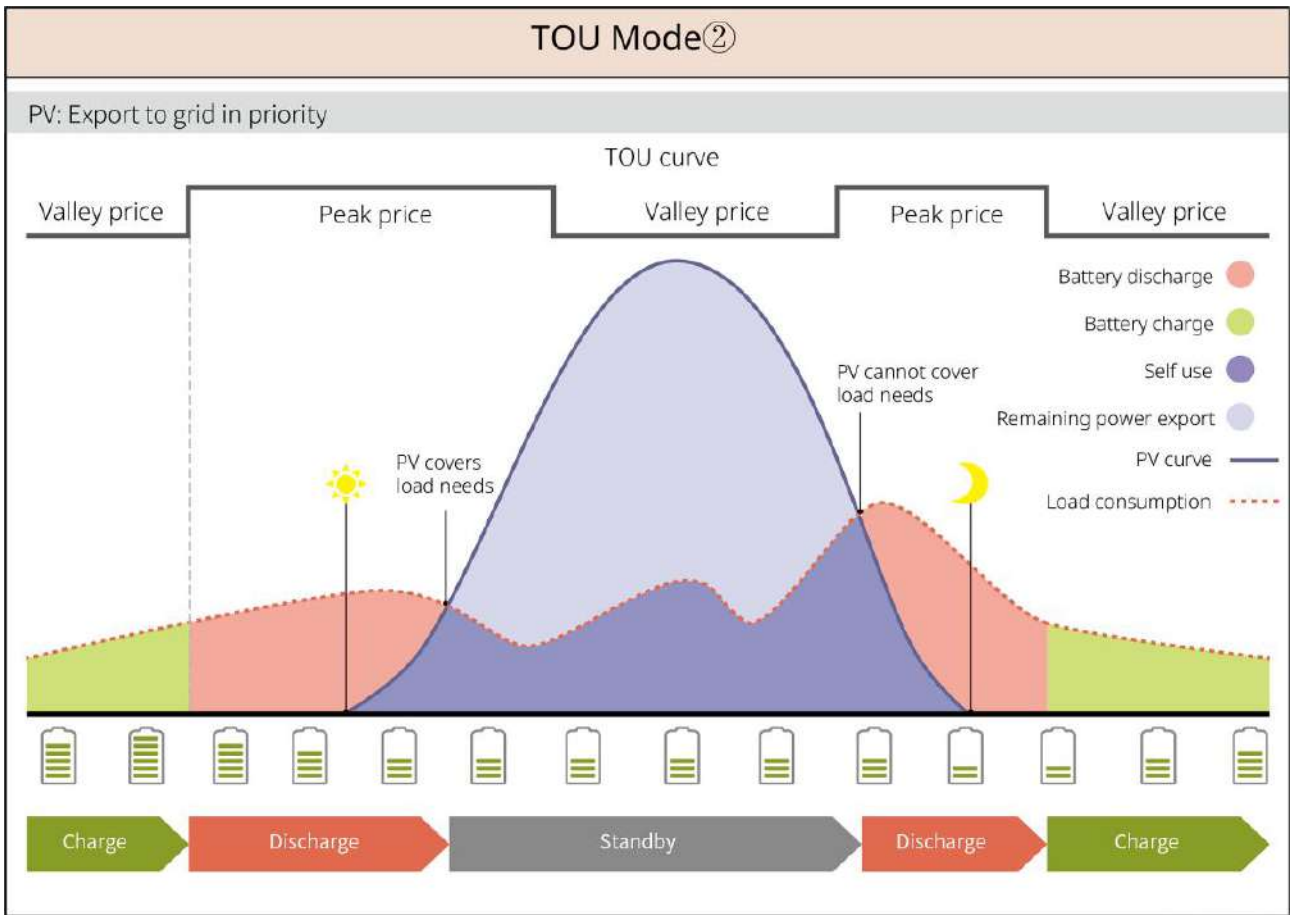 TOU Mode②
PV: Export to grid in priority
TOU curve
Valley price
Peak price
Valley price
Peak price
Valley price
Battery discharge
Battery charge
Self use
Remaining power export
PV curve
Load consumption
PV cannot cover
load needs
PV covers
load needs
Charge
Discharge
Standby
Discharge
Charge